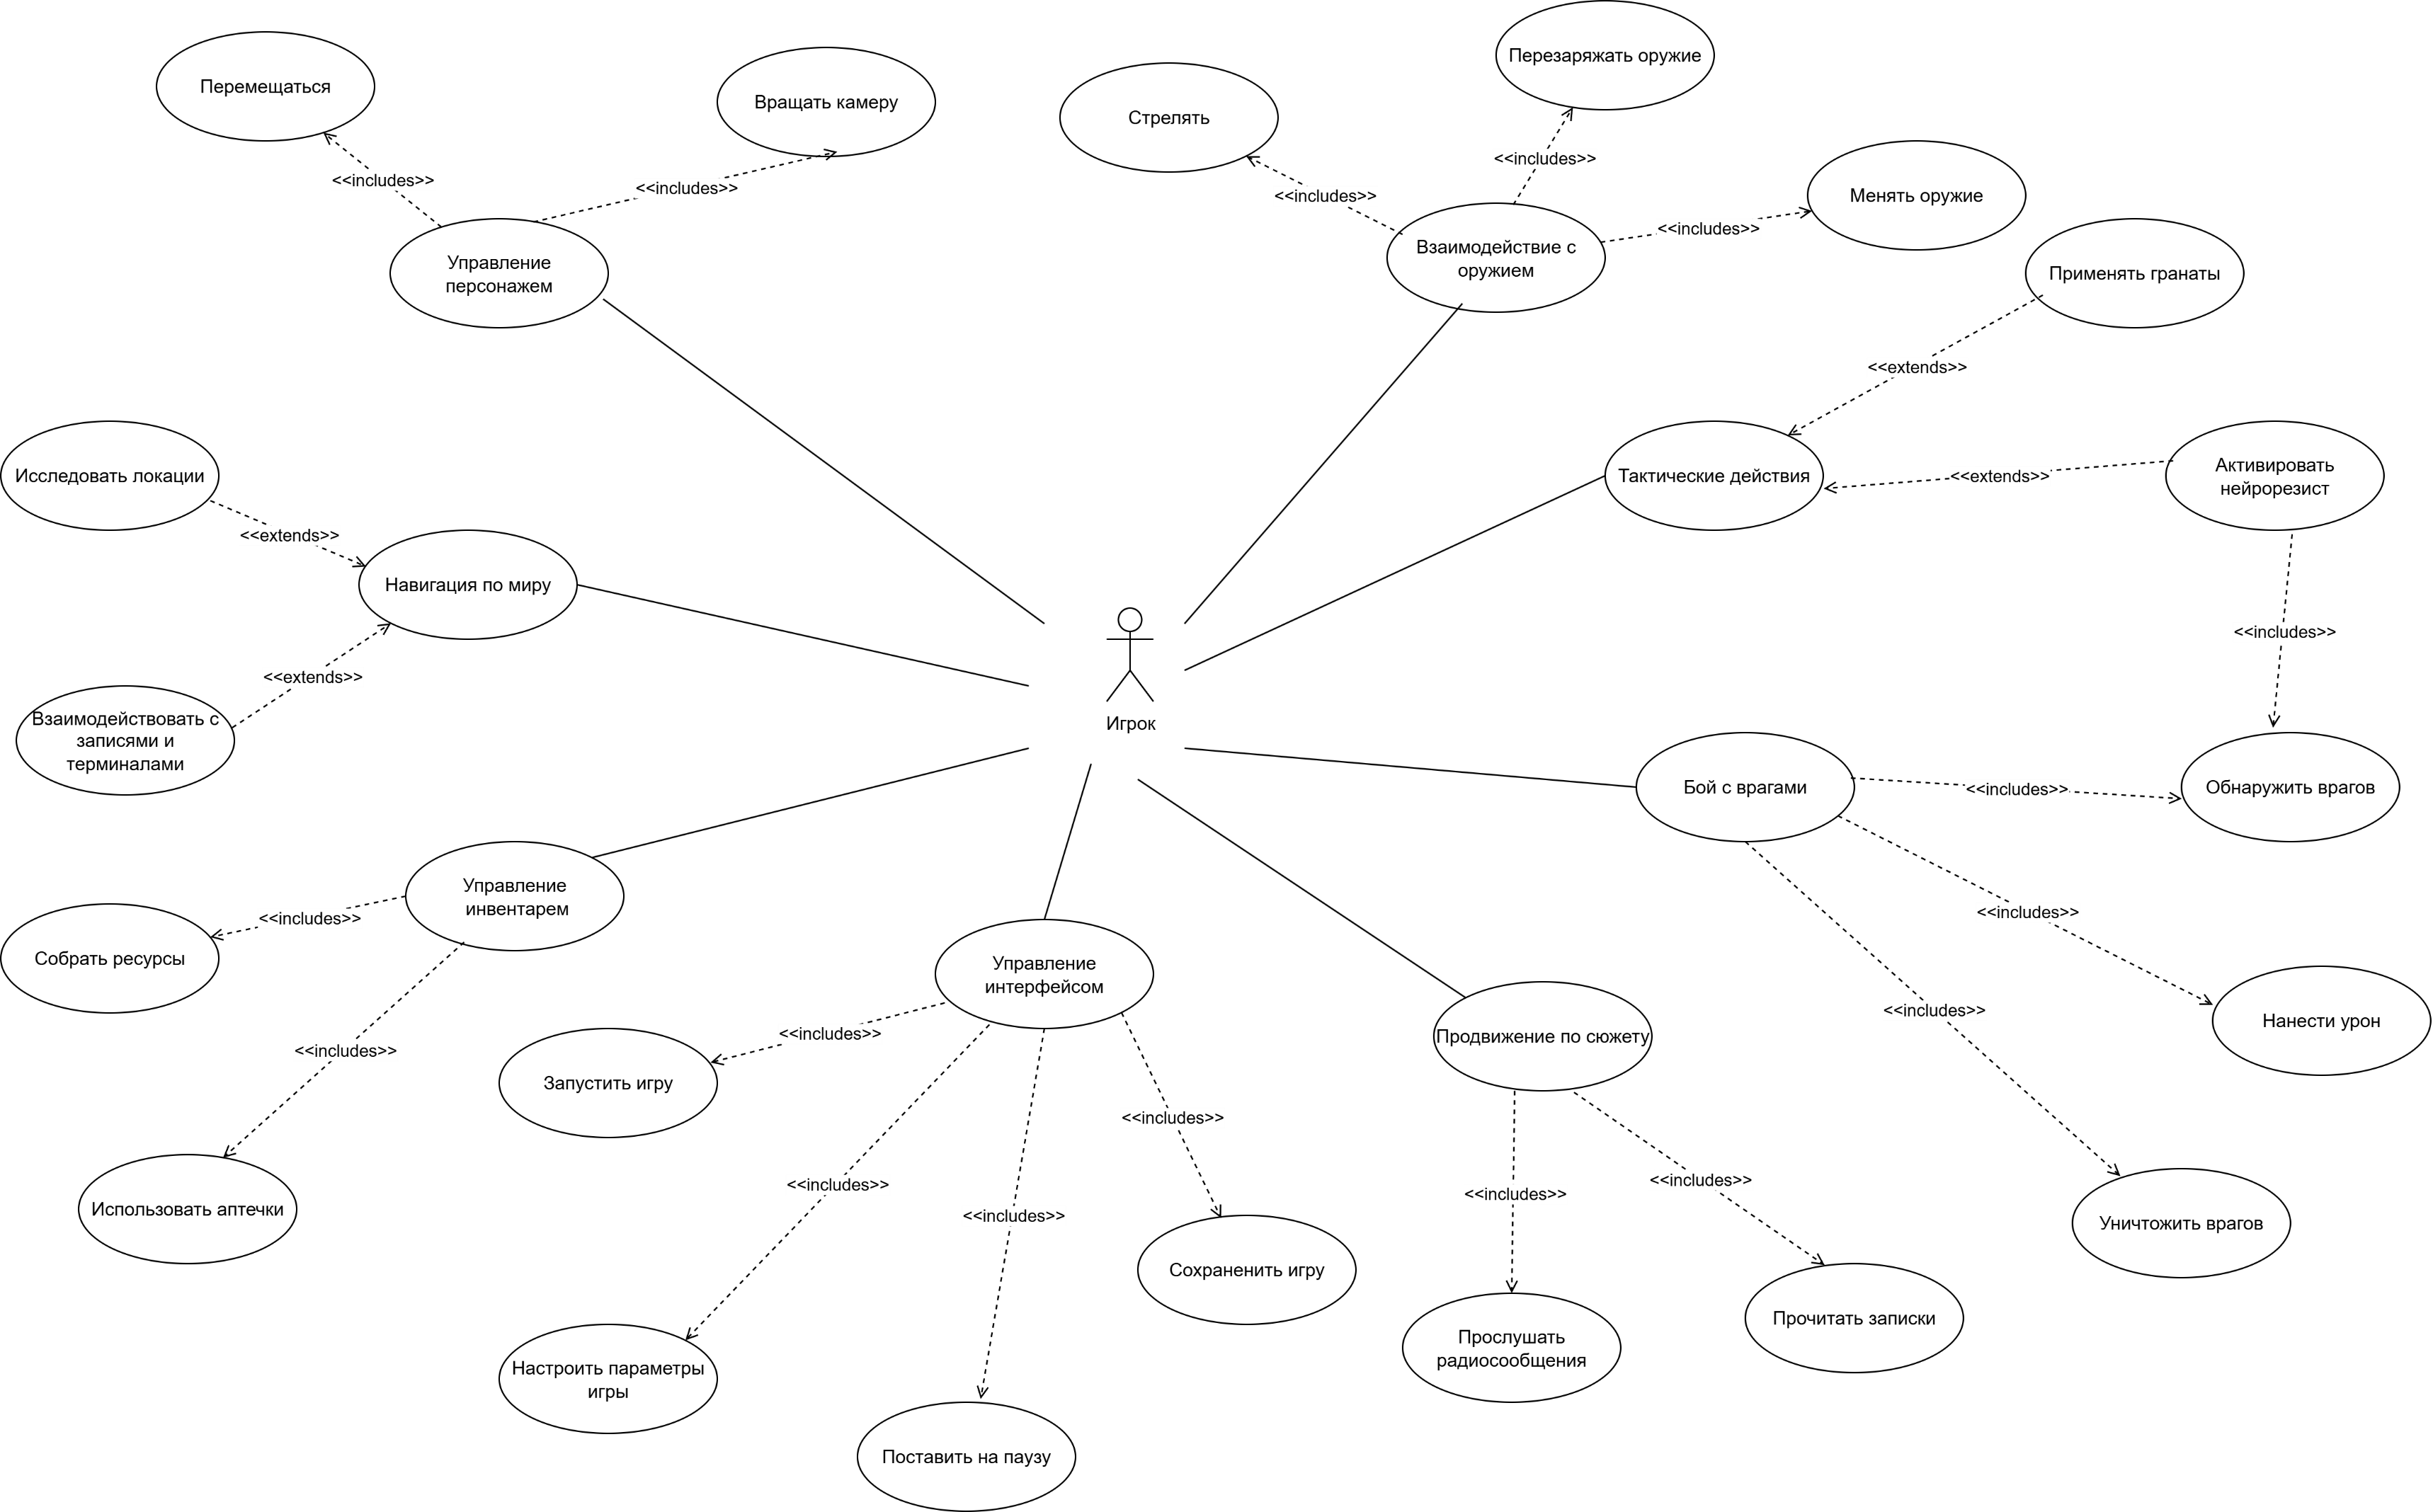 Перезаряжать оружие
Перемещаться
Вращать камеру
Стрелять
<<includes>>
<<includes>>
<<includes>>
<<includes>>
Менять оружие
<<includes>>
Управление
персонажем
Взаимодействие с
оружием
Применять гранаты
<<extends>>
Исследовать локации
Тактические действия
<<extends>>
Активировать
нейрорезист
<<extends>>
Навигация по миру
<<includes>>
<<extends>>
Взаимодействовать с
записями и
терминалами
Игрок
Бой с врагами
<<includes>>
Обнаружить врагов
Управление
инвентарем
<<includes>>
<<includes>>
Собрать ресурсы
Управление
интерфейсом
<<includes>>
<<includes>>
Нанести урон
Продвижение по сюжету
<<includes>>
<<includes>>
Запустить игру
<<includes>>
<<includes>>
<<includes>>
<<includes>>
<<includes>>
Использовать аптечки
Уничтожить врагов
Сохраненить игру
Прочитать записки
Прослушать
радиосообщения
Настроить параметры
игры
Поставить на паузу